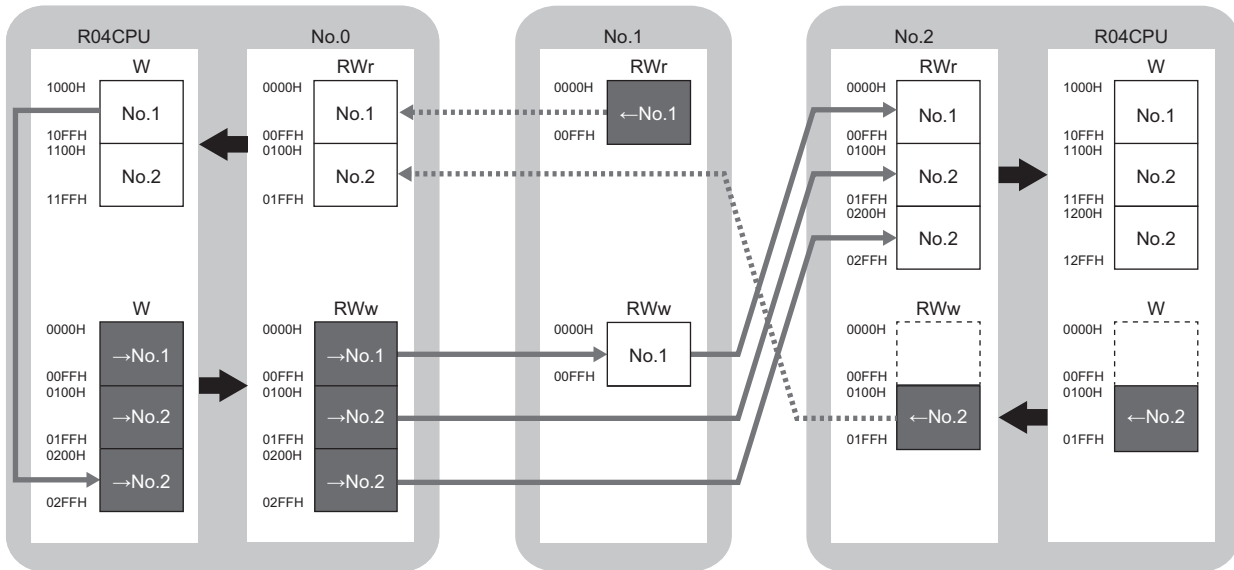 R04CPU No.0 No.1 No.2 R04CPU
W RWr RWr RWr W
1000H 0000H 0000H 0000H 1000H
No.1 No.1 ←No.1 No.1 No.1
10FFH 00FFH 00FFH 00FFH 10FFH
1100H 0100H 0100H 1100H
No.2 No.2 No.2 No.2
11FFH 01FFH 01FFH 11FFH
0200H 1200H
No.2 No.2
02FFH 12FFH
W RWw RWw RWw W
0000H 0000H 0000H 0000H 0000H
→No.1 →No.1 No.1
00FFH 00FFH 00FFH 00FFH 00FFH
0100H 0100H 0100H 0100H
→No.2 →No.2 ←No.2 ←No.2
01FFH 01FFH 01FFH 01FFH
0200H 0200H
→No.2 →No.2
02FFH 02FFH